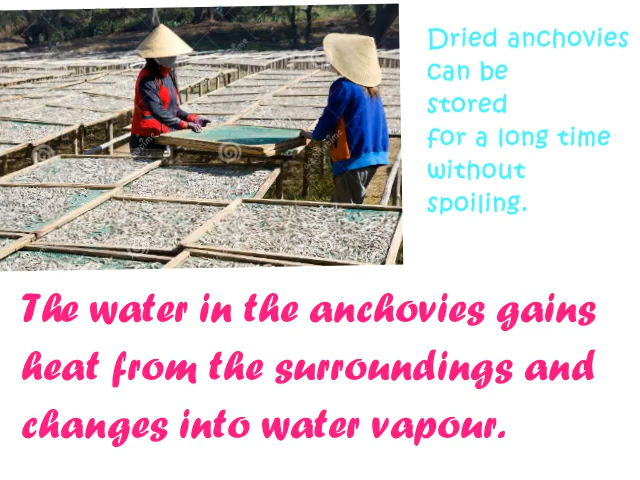 Dried anchovies
can be
stored
for a long time
without
spoiling.
The water in the anchovies gains
heat from the surroundings and
changes into water vapour.